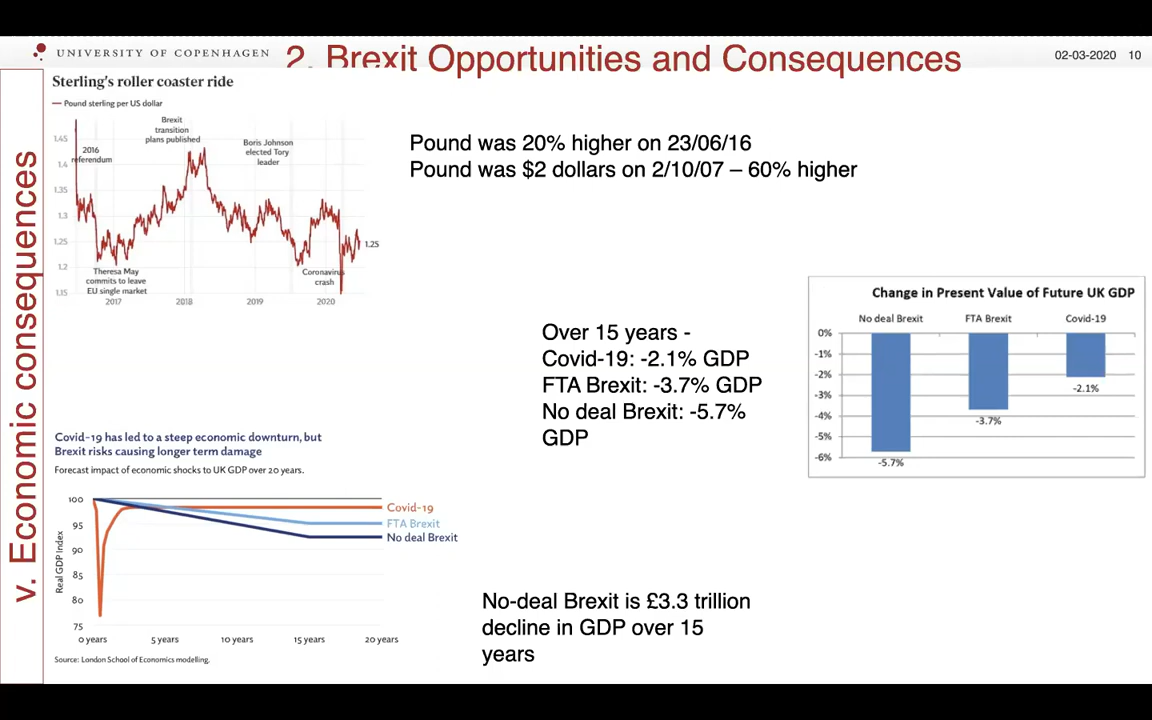 UNIVERSITY OF COPENHAGEN
2. Brexit Opportunities and Consequences
02-03-2020 10
v. Economic consequences
Sterling's roller coaster ride
Pound sterling per US dollar
1.45
1.4
1.35
1.3
1.25
1.2
1.15
2016
referendum
Brexit
transition
plans published
Boris Johnson
elected Tory
leader
1.25
Theresa May
commits to leave
EU single market
Coronavirus
crash
2017
2018
2019
2020
Pound was 20% higher on 23/06/16
Pound was $2 dollars on 2/10/07 – 60% higher
Over 15 years -
Covid-19: -2.1% GDP
FTA Brexit: -3.7% GDP
No deal Brexit: -5.7%
GDP
Change in Present Value of Future UK GDP
No deal Brexit
FTA Brexit
Covid-19
0%
-1%
-2%
-3%
-4%
-5%
-6%
-5.7%
-3.7%
-2.1%
Covid-19 has led to a steep economic downturn, but
Brexit risks causing longer term damage
Forecast impact of economic shocks to UK GDP over 20 years.
Real GDP Index
100
95
90
85
80
75
0 years
5 years
10 years
15 years
20 years
Covid-19
FTA Brexit
No deal Brexit
Source: London School of Economics modelling.
No-deal Brexit is £3.3 trillion
decline in GDP over 15
years